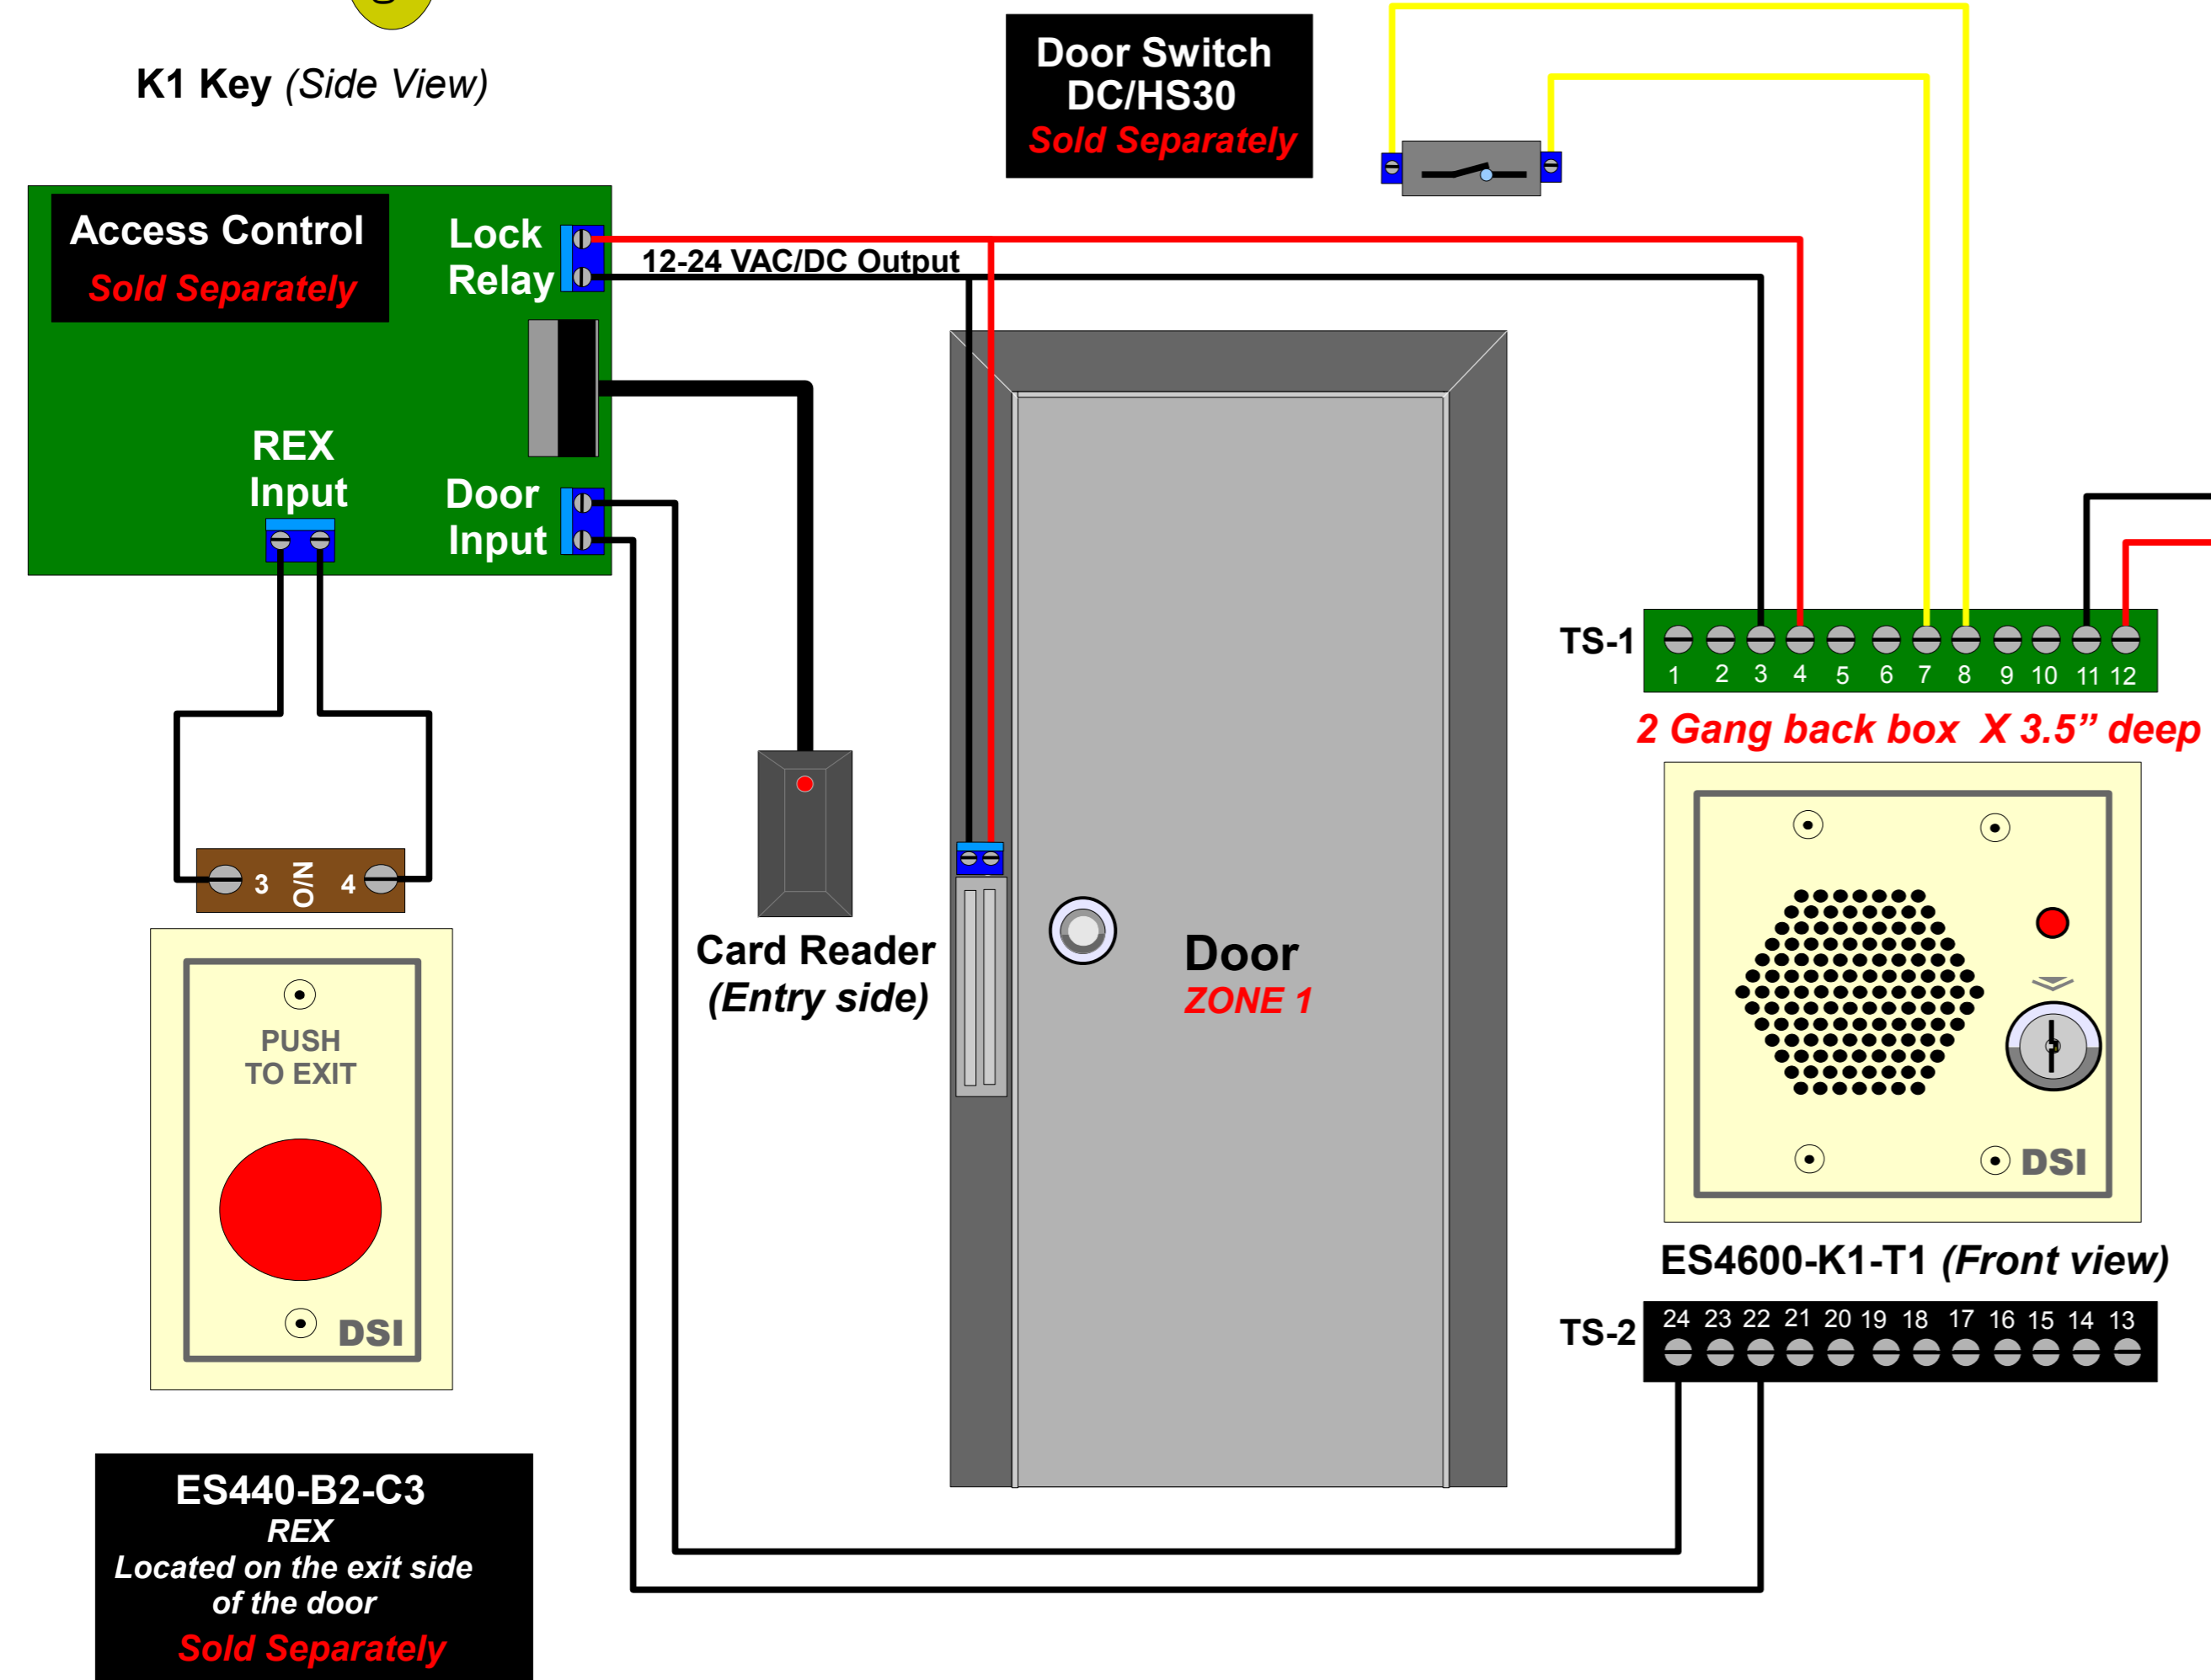 K1 Key (Side View)
Door Switch
DC/HS30
Sold Separately
Access Control
Sold Separately
Lock
Relay
12-24 VAC/DC Output
REX
Input
Door
Input
3 N/O 4
PUSH
TO EXIT
DSI
ES440-B2-C3
REX
Located on the exit side
of the door
Sold Separately
Card Reader
(Entry side)
Door
ZONE 1
TS-1
1 2 3 4 5 6 7 8 9 10 11 12
2 Gang back box X 3.5” deep
DSI
ES4600-K1-T1 (Front view)
TS-2
24 23 22 21 20 19 18 17 16 15 14 13